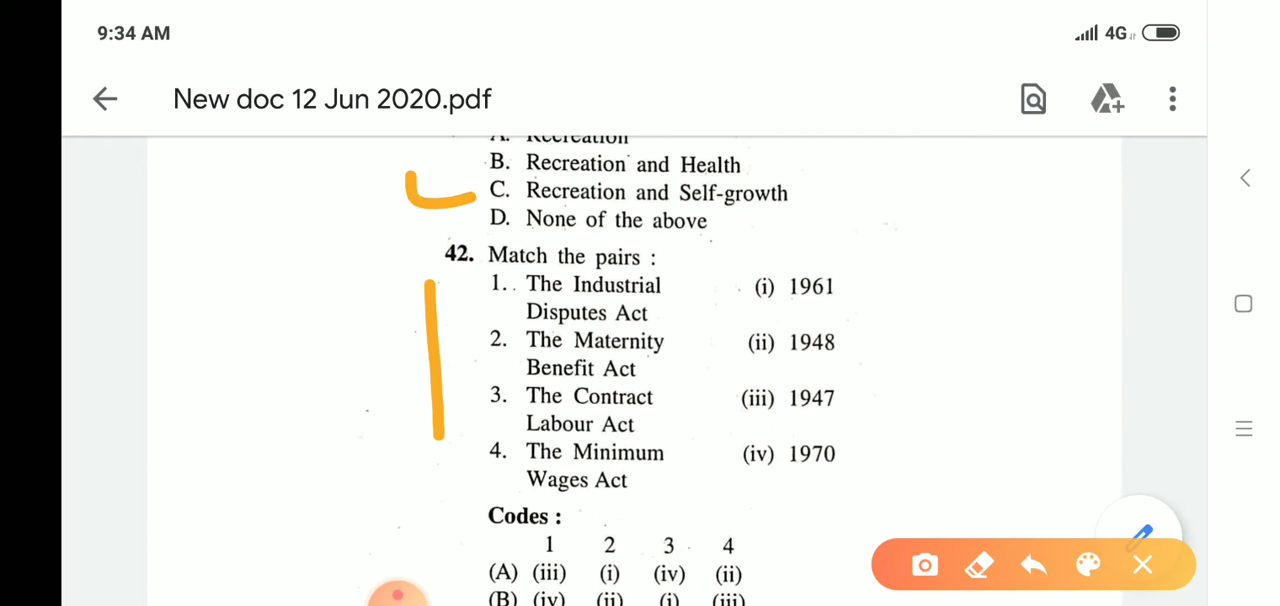 9:34 AM 4G
New doc 12 Jun 2020.pdf
A. Recreation
B. Recreation and Health
C. Recreation and Self-growth
D. None of the above
42. Match the pairs :
1. The Industrial (i) 1961
Disputes Act
2. The Maternity (ii) 1948
Benefit Act
3. The Contract (iii) 1947
Labour Act
4. The Minimum (iv) 1970
Wages Act
Codes :
1 2 3 4
(A) (iii) (i) (iv) (ii)
(B) (iv) (ii) (i) (iii)